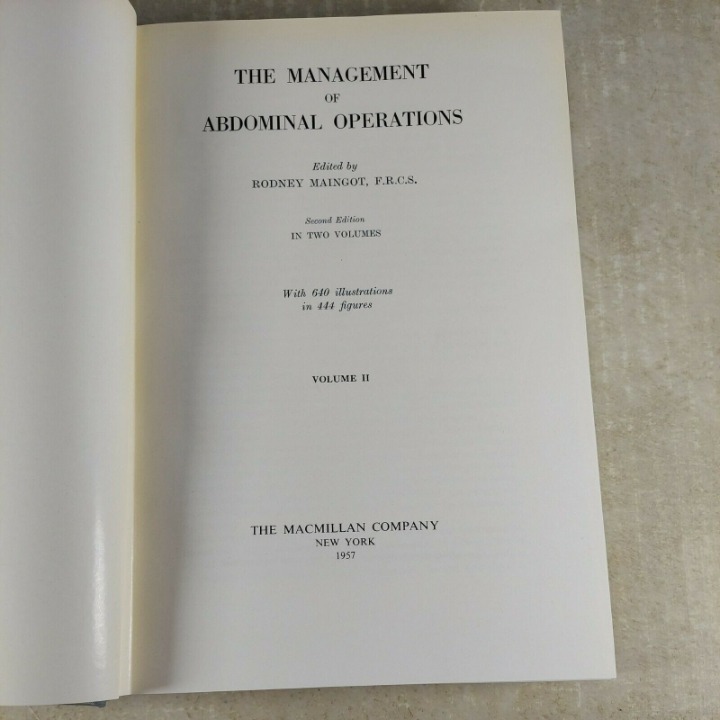 THE MANAGEMENT
OF
ABDOMINAL OPERATIONS
Edited by
RODNEY MAINGOT, F.R.C.S.
Second Edition
IN TWO VOLUMES
With 640 illustrations
in 444 figures
VOLUME II
THE MACMILLAN COMPANY
NEW YORK
1957